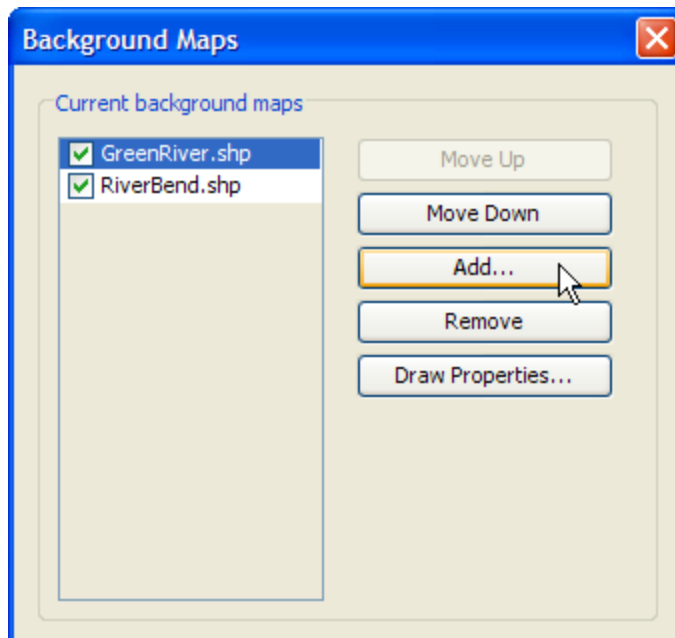 Background Maps
Current background maps
GreenRiver.shp
RiverBend.shp
Move Up
Move Down
Add...
Remove
Draw Properties...